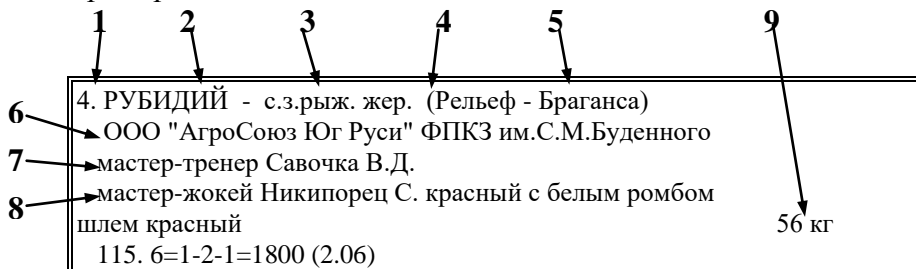 1 2 3 4 5 9
4. РУБИДИЙ - с.з.рыж. жер. (Рельеф - Браганса)
6 ООО "АгроСоюз Юг Руси" ФПКЗ им.С.М.Буденного
7 мастер-тренер Савочка В.Д.
8 мастер-жокей Никипорец С. красный с белым ромбом
шлем красный 56 кг
115. 6=1-2-1=1800 (2.06)